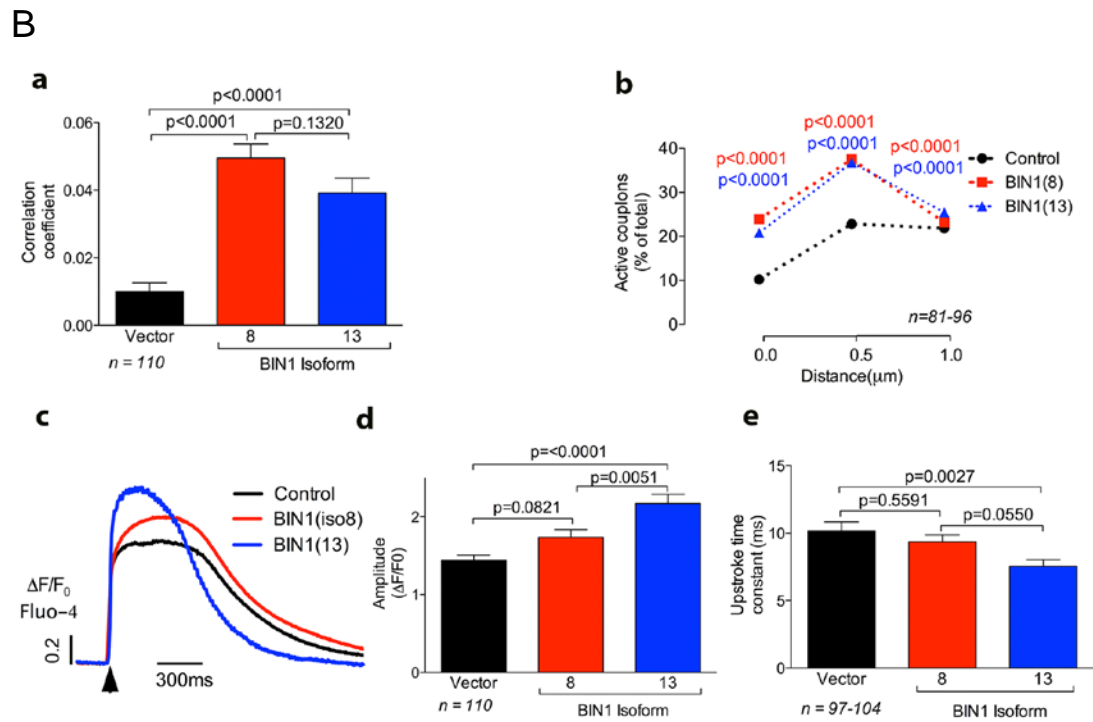 B
a
p<0.0001
p<0.0001
p=0.1320
0.06
0.04
0.02
0.00
Correlation
coefficient
Vector
8
13
n = 110
BIN1 Isoform
b
p<0.0001
p<0.0001
p<0.0001
p<0.0001
p<0.0001
p<0.0001
Control
BIN1(8)
BIN1(13)
40
30
20
10
0
Active couplons
(% of total)
n=81-96
0.0
0.5
1.0
Distance(μm)
c
Control
BIN1(iso8)
BIN1(13)
ΔF/F0
Fluo-4
0.2
300ms
d
p=<0.0001
p=0.0051
p=0.0821
2
1
0
Amplitude
(ΔF/F0)
Vector
8
13
n = 110
BIN1 Isoform
e
15
10
5
0
p=0.0027
p=0.5591
p=0.0550
Upstroke time
constant (ms)
Vector
8
13
n = 97-104
BIN1 Isoform